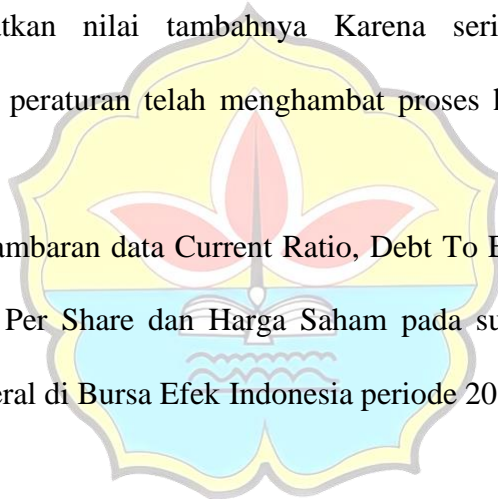 atkan nilai tambahnya Karena seri
peraturan telah menghambat proses
ambaran data Current Ratio, Debt To E
Per Share dan Harga Saham pada su
eral di Bursa Efek Indonesia periode 20